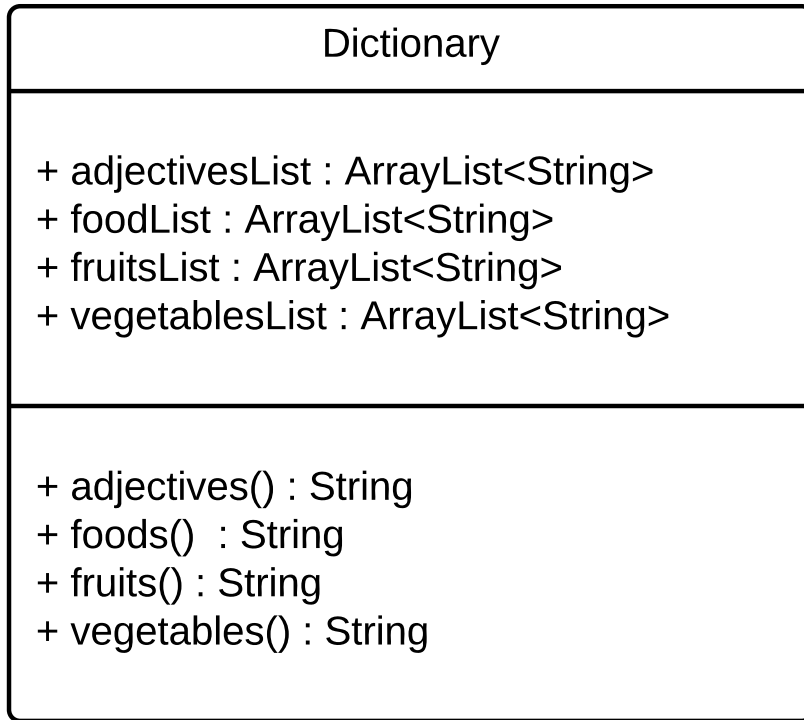 Dictionary
+ adjectivesList : ArrayList<String>
+ foodList : ArrayList<String>
+ fruitsList : ArrayList<String>
+ vegetablesList : ArrayList<String>
+ adjectives() : String
+ foods()  : String
+ fruits() : String
+ vegetables() : String